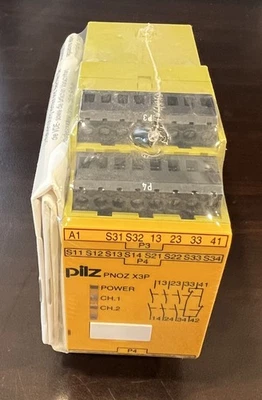 P3
P4
A1 S31 S32 13 23 33 41
P3
S11 S12 S13 S14 S21 S22 S33 S34
P4
pilz PNOZ X3P
POWER
CH.1
CH.2
13 23 33 41
14 24 34 42
P4